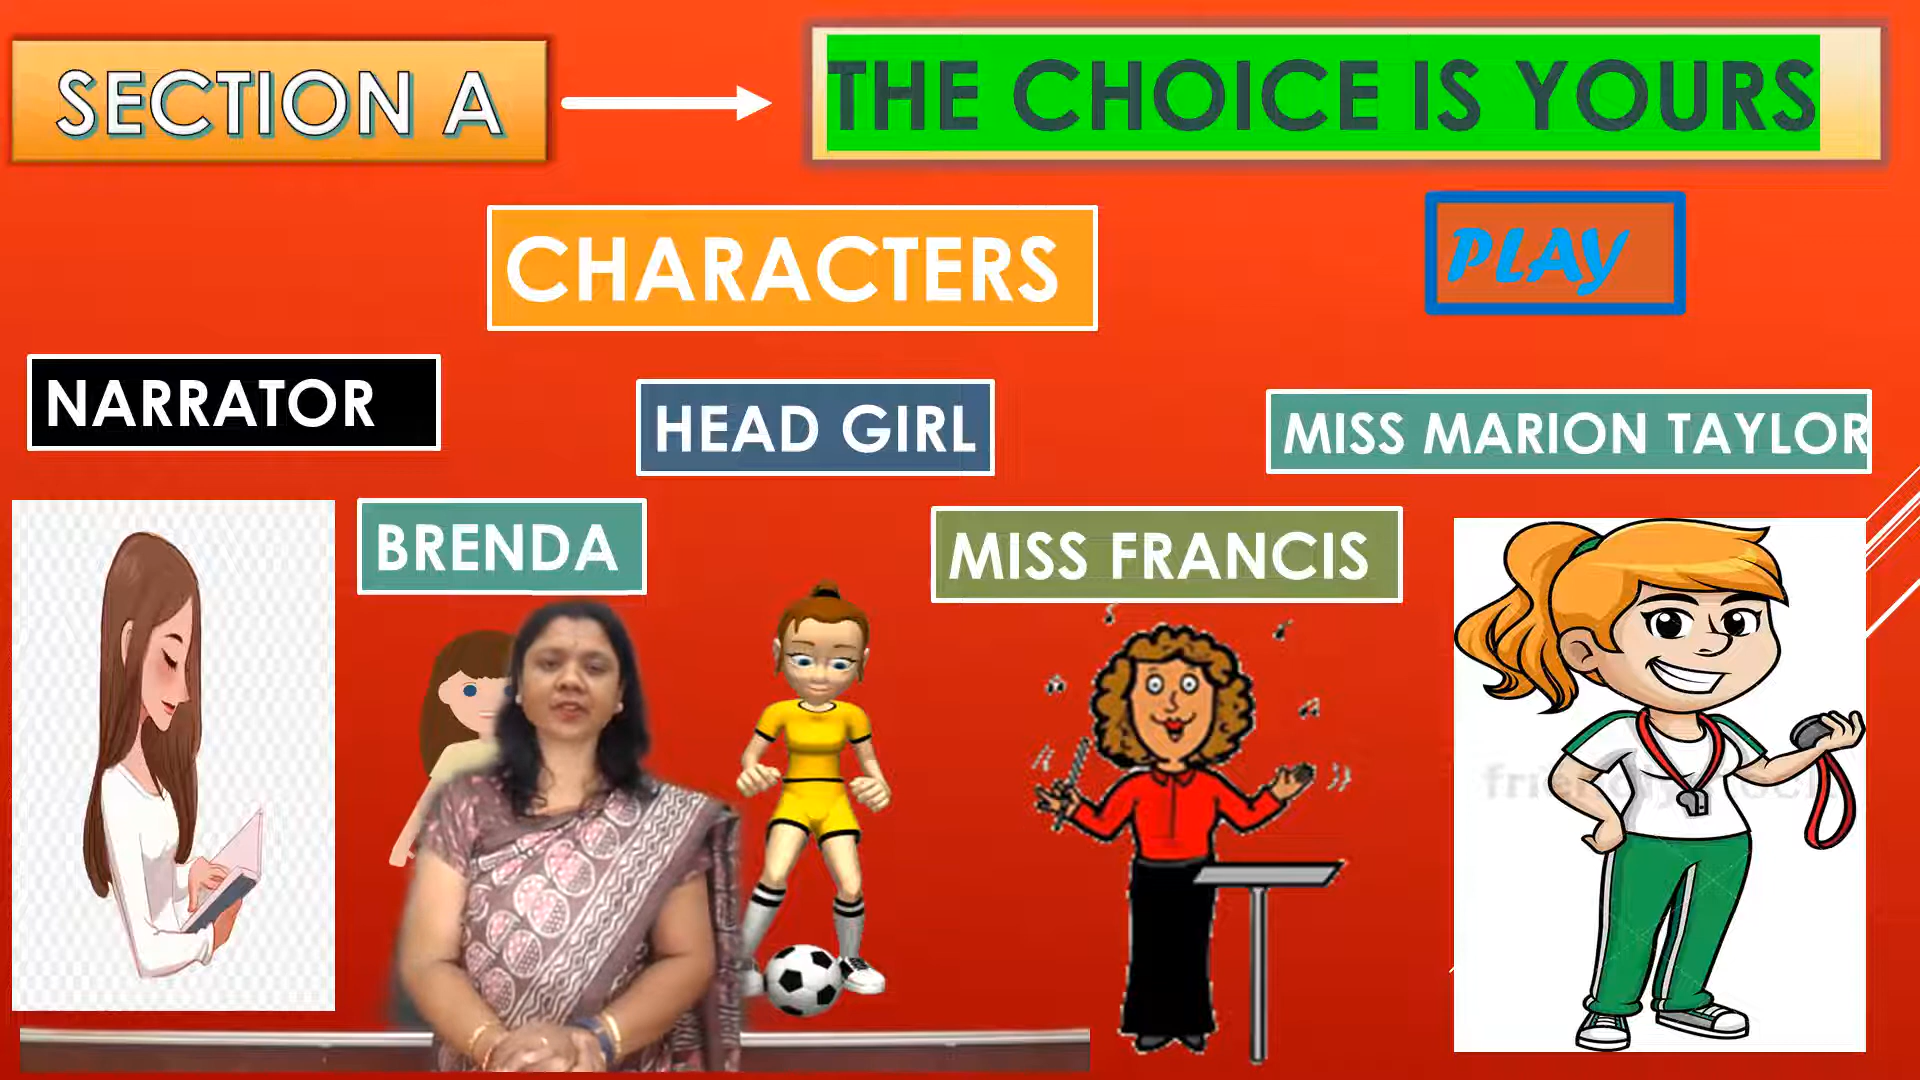 SECTION A
THE CHOICE IS YOURS
CHARACTERS
PLAY
NARRATOR
HEAD GIRL
MISS MARION TAYLOR
BRENDA
MISS FRANCIS